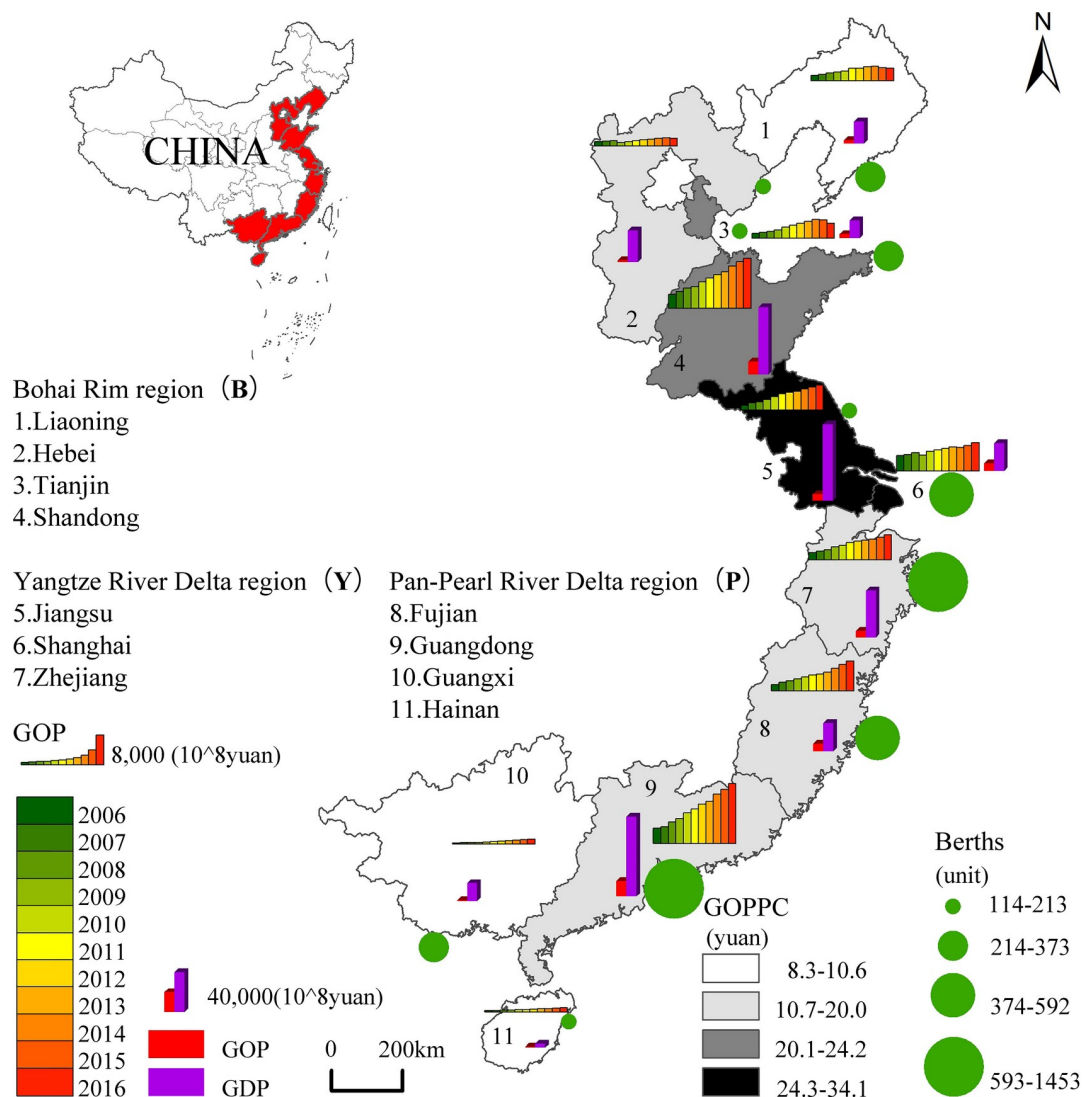 N
CHINA
1
3
2
4
5
6
7
8
9
10
11
Bohai Rim region (B)
1.Liaoning
2.Hebei
3.Tianjin
4.Shandong
Yangtze River Delta region (Y)
5.Jiangsu
6.Shanghai
7.Zhejiang
Pan-Pearl River Delta region (P)
8.Fujian
9.Guangdong
10.Guangxi
11.Hainan
GOP
8,000 (10^8yuan)
2006
2007
2008
2009
2010
2011
2012
2013
2014
2015
2016
40,000(10^8yuan)
GOP
GDP
0 200km
GOPPC
(yuan)
8.3-10.6
10.7-20.0
20.1-24.2
24.3-34.1
Berths
(unit)
114-213
214-373
374-592
593-1453